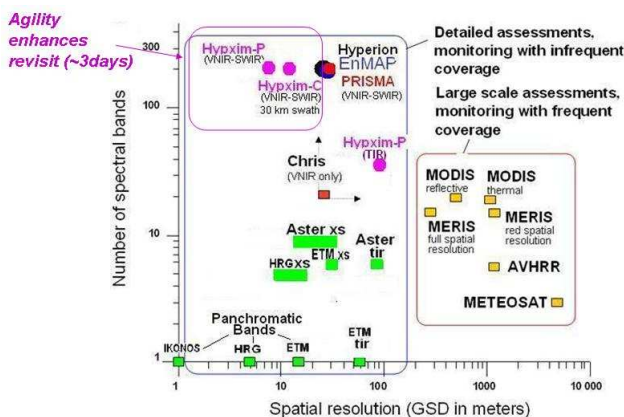 Agility
enhances
revisit (~3days)
300
100
10
1
Number of spectral bands
Hypxim-P
(VNIR-SWIR)
Hypxim-C
(VNIR-SWIR)
30 km swath
Hyperion
EnMAP
PRISMA
(VNIR-SWIR)
Hypxim-P
(TIR)
Chris
(VNIR only)
Aster xs
ETM xs
HRG xs
Aster
tir
Panchromatic
Bands
IKONOS
HRG
ETM
ETM
tir
Detailed assessments,
monitoring with infrequent
coverage
Large scale assessments,
monitoring with frequent
coverage
MODIS
reflective
MODIS
thermal
MERIS
full spatial
resolution
MERIS
red spatial
resolution
AVHRR
METEOSAT
1
10
100
1000
10 000
Spatial resolution (GSD in meters)